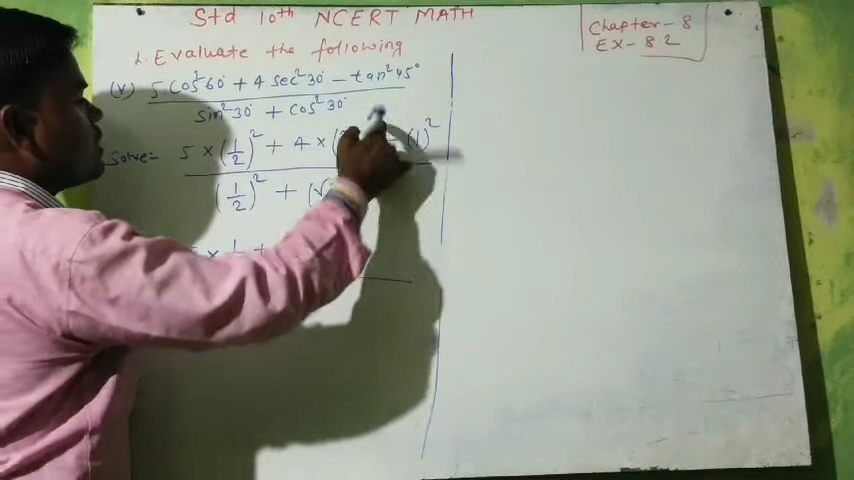 Std 10th NCERT MATH
Chapter-8
Ex-8.2
1. Evaluate the following
(v) 5 cos²60° + 4 sec²30° - tan²45°
sin²30° + cos²30°
Solve:- 5 × (1/2)² + 4 × ( - (1)²
(1/2)² + (√
× 1 +